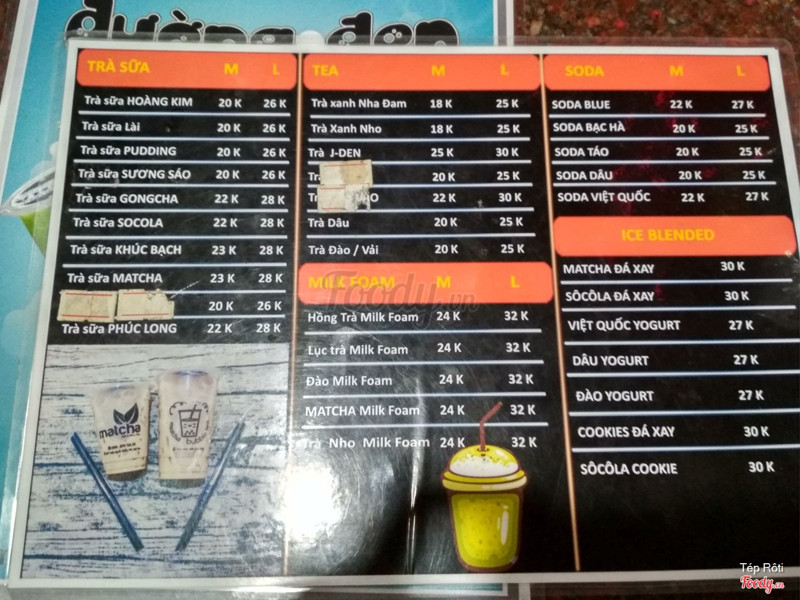 đường đen
TRÀ SỮA M L
Trà sữa HOÀNG KIM 20 K 26 K
Trà sữa Lài 20 K 26 K
Trà sữa PUDDING 20 K 26 K
Trà sữa SƯƠNG SÁO 20 K 26 K
Trà sữa GONGCHA 22 K 28 K
Trà sữa SOCOLA 22 K 28 K
Trà sữa KHÚC BẠCH 23 K 28 K
Trà sữa MATCHA 23 K 28 K
20 K 26 K
Trà sữa PHÚC LONG 22 K 28 K
matcha
TEA M L
Trà xanh Nha Đam 18 K 25 K
Trà Xanh Nho 18 K 25 K
Trà J-DEN 25 K 30 K
20 K 25 K
22 K 30 K
Trà Dâu 20 K 25 K
Trà Đào / Vải 20 K 25 K
MILK FOAM M L
Hồng Trà Milk Foam 24 K 32 K
Lục trà Milk Foam 24 K 32 K
Đào Milk Foam 24 K 32 K
MATCHA Milk Foam 24 K 32 K
Trà Nho Milk Foam 24 K 32 K
SODA M L
SODA BLUE 22 K 27 K
SODA BẠC HÀ 20 K 25 K
SODA TÁO 20 K 25 K
SODA DÂU 20 K 25 K
SODA VIỆT QUỐC 22 K 27 K
ICE BLENDED
MATCHA ĐÁ XAY 30 K
SÔCÔLA ĐÁ XAY 30 K
VIỆT QUỐC YOGURT 27 K
DÂU YOGURT 27 K
ĐÀO YOGURT 27 K
COOKIES ĐÁ XAY 30 K
SÔCÔLA COOKIE 30 K
Foody.vn
Tép Rôti
Foody.vn